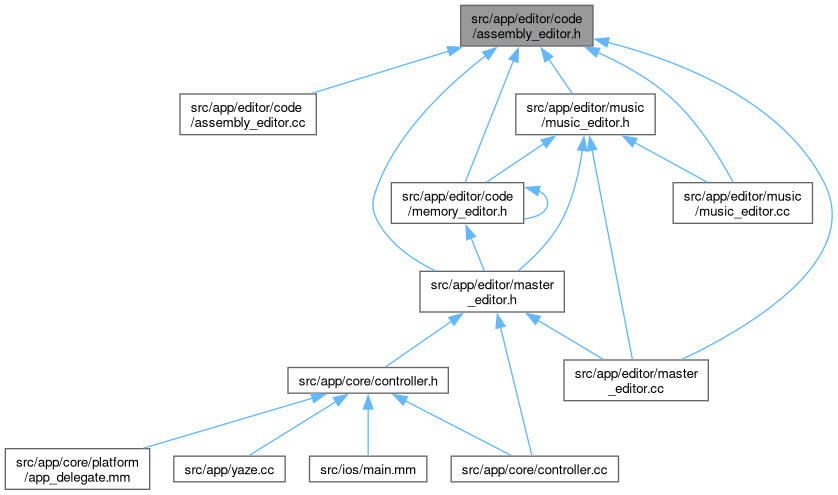 src/app/editor/code
/assembly_editor.h
src/app/editor/code
/assembly_editor.cc
src/app/editor/music
/music_editor.h
src/app/editor/code
/memory_editor.h
src/app/editor/music
/music_editor.cc
src/app/editor/master
_editor.h
src/app/core/controller.h
src/app/editor/master
_editor.cc
src/app/core/platform
/app_delegate.mm
src/app/yaze.cc
src/ios/main.mm
src/app/core/controller.cc